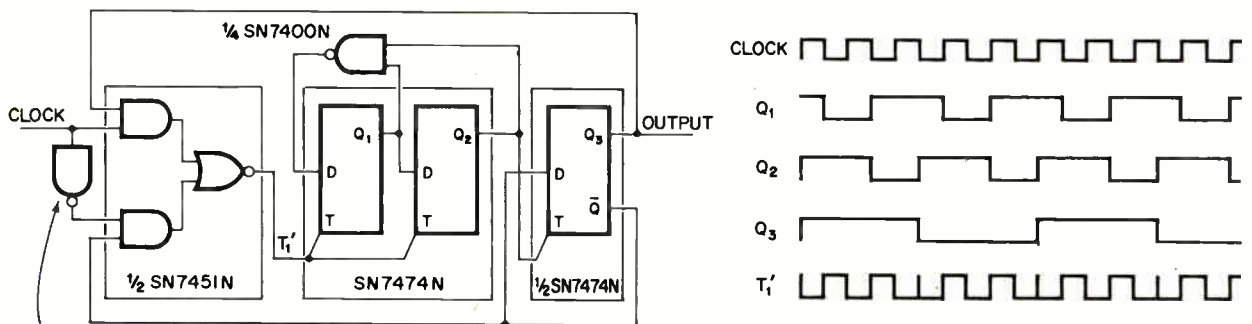 ¼ SN7400N
CLOCK
Q₁
Q₂
Q₃
OUTPUT
D
D
D
Q̄
T
T
T
T₁'
½ SN7451N
SN7474N
½SN7474N
CLOCK
Q₁
Q₂
Q₃
T₁'